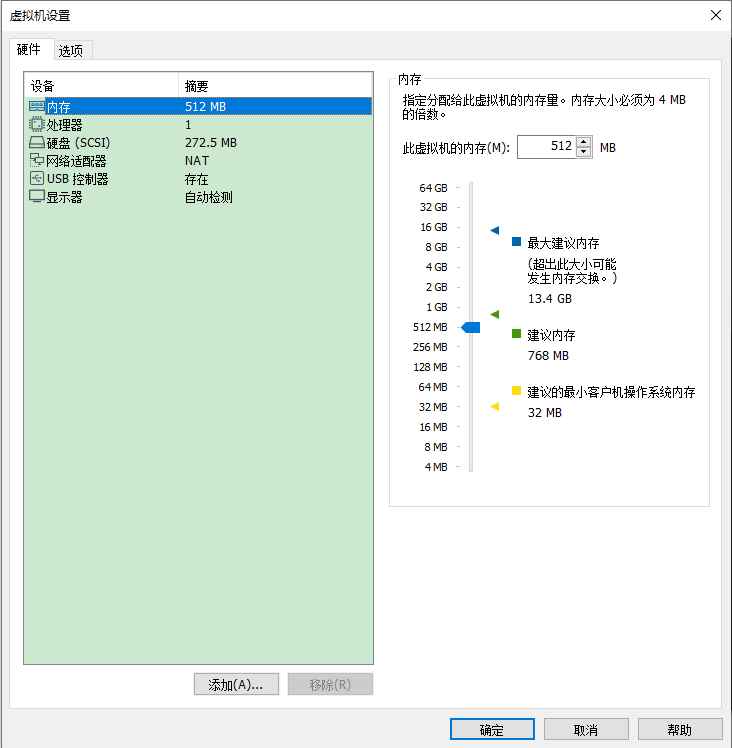 虚拟机设置
硬件
选项
设备 摘要
内存 512 MB
处理器 1
硬盘 (SCSI) 272.5 MB
网络适配器 NAT
USB 控制器 存在
显示器 自动检测
添加(A)...
移除(R)
内存
指定分配给此虚拟机的内存量。内存大小必须为 4 MB
的倍数。
此虚拟机的内存(M): 512 MB
64 GB
32 GB
16 GB
8 GB
4 GB
2 GB
1 GB
512 MB
256 MB
128 MB
64 MB
32 MB
16 MB
8 MB
4 MB
最大建议内存
(超出此大小可能
发生内存交换。)
13.4 GB
建议内存
768 MB
建议的最小客户机操作系统内存
32 MB
确定
取消
帮助